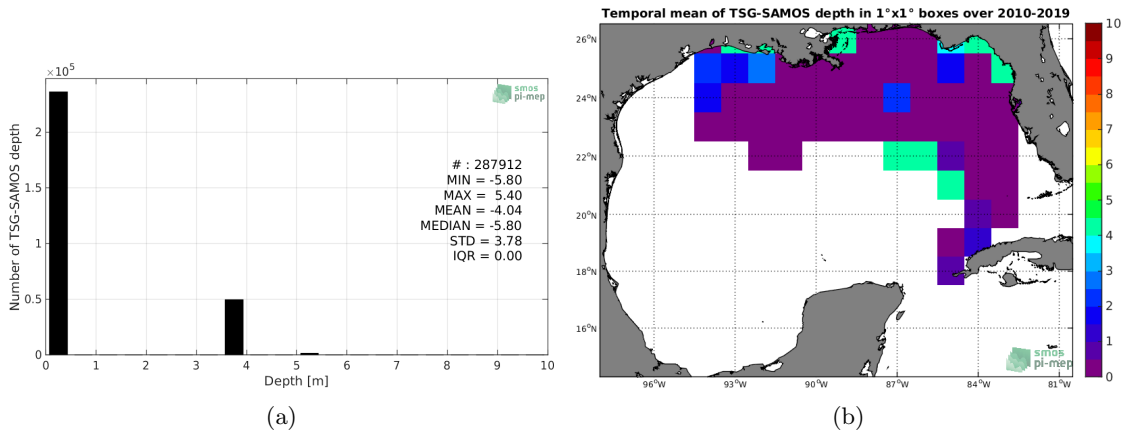 ×10⁵
2
1.5
1
0.5
0
Number of TSG-SAMOS depth
smos
pi-mep
# : 287912
MIN = -5.80
MAX = 5.40
MEAN = -4.04
MEDIAN = -5.80
STD = 3.78
IQR = 0.00
0 1 2 3 4 5 6 7 8 9 10
Depth [m]
(a)
Temporal mean of TSG-SAMOS depth in 1°x1° boxes over 2010-2019
26°N
24°N
22°N
20°N
18°N
16°N
96°W 93°W 90°W 87°W 84°W 81°W
smos
pi-mep
10
9
8
7
6
5
4
3
2
1
0
(b)